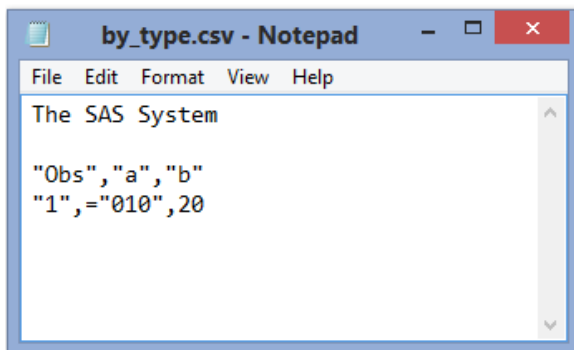 by_type.csv - Notepad
File Edit Format View Help
The SAS System
"Obs","a","b"
"1",="010",20